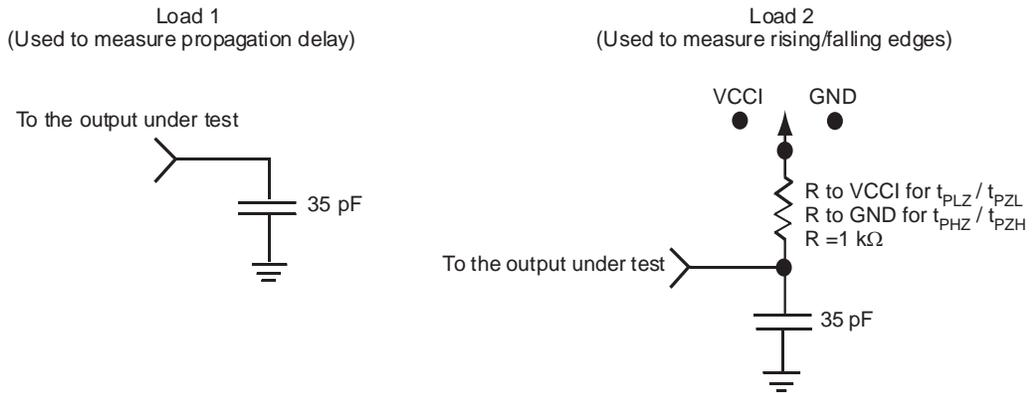 Load 1
(Used to measure propagation delay)
To the output under test
35 pF
Load 2
(Used to measure rising/falling edges)
VCCI GND
R to VCCI for tPLZ / tPZL
R to GND for tPHZ / tPZH
R =1 kΩ
To the output under test
35 pF